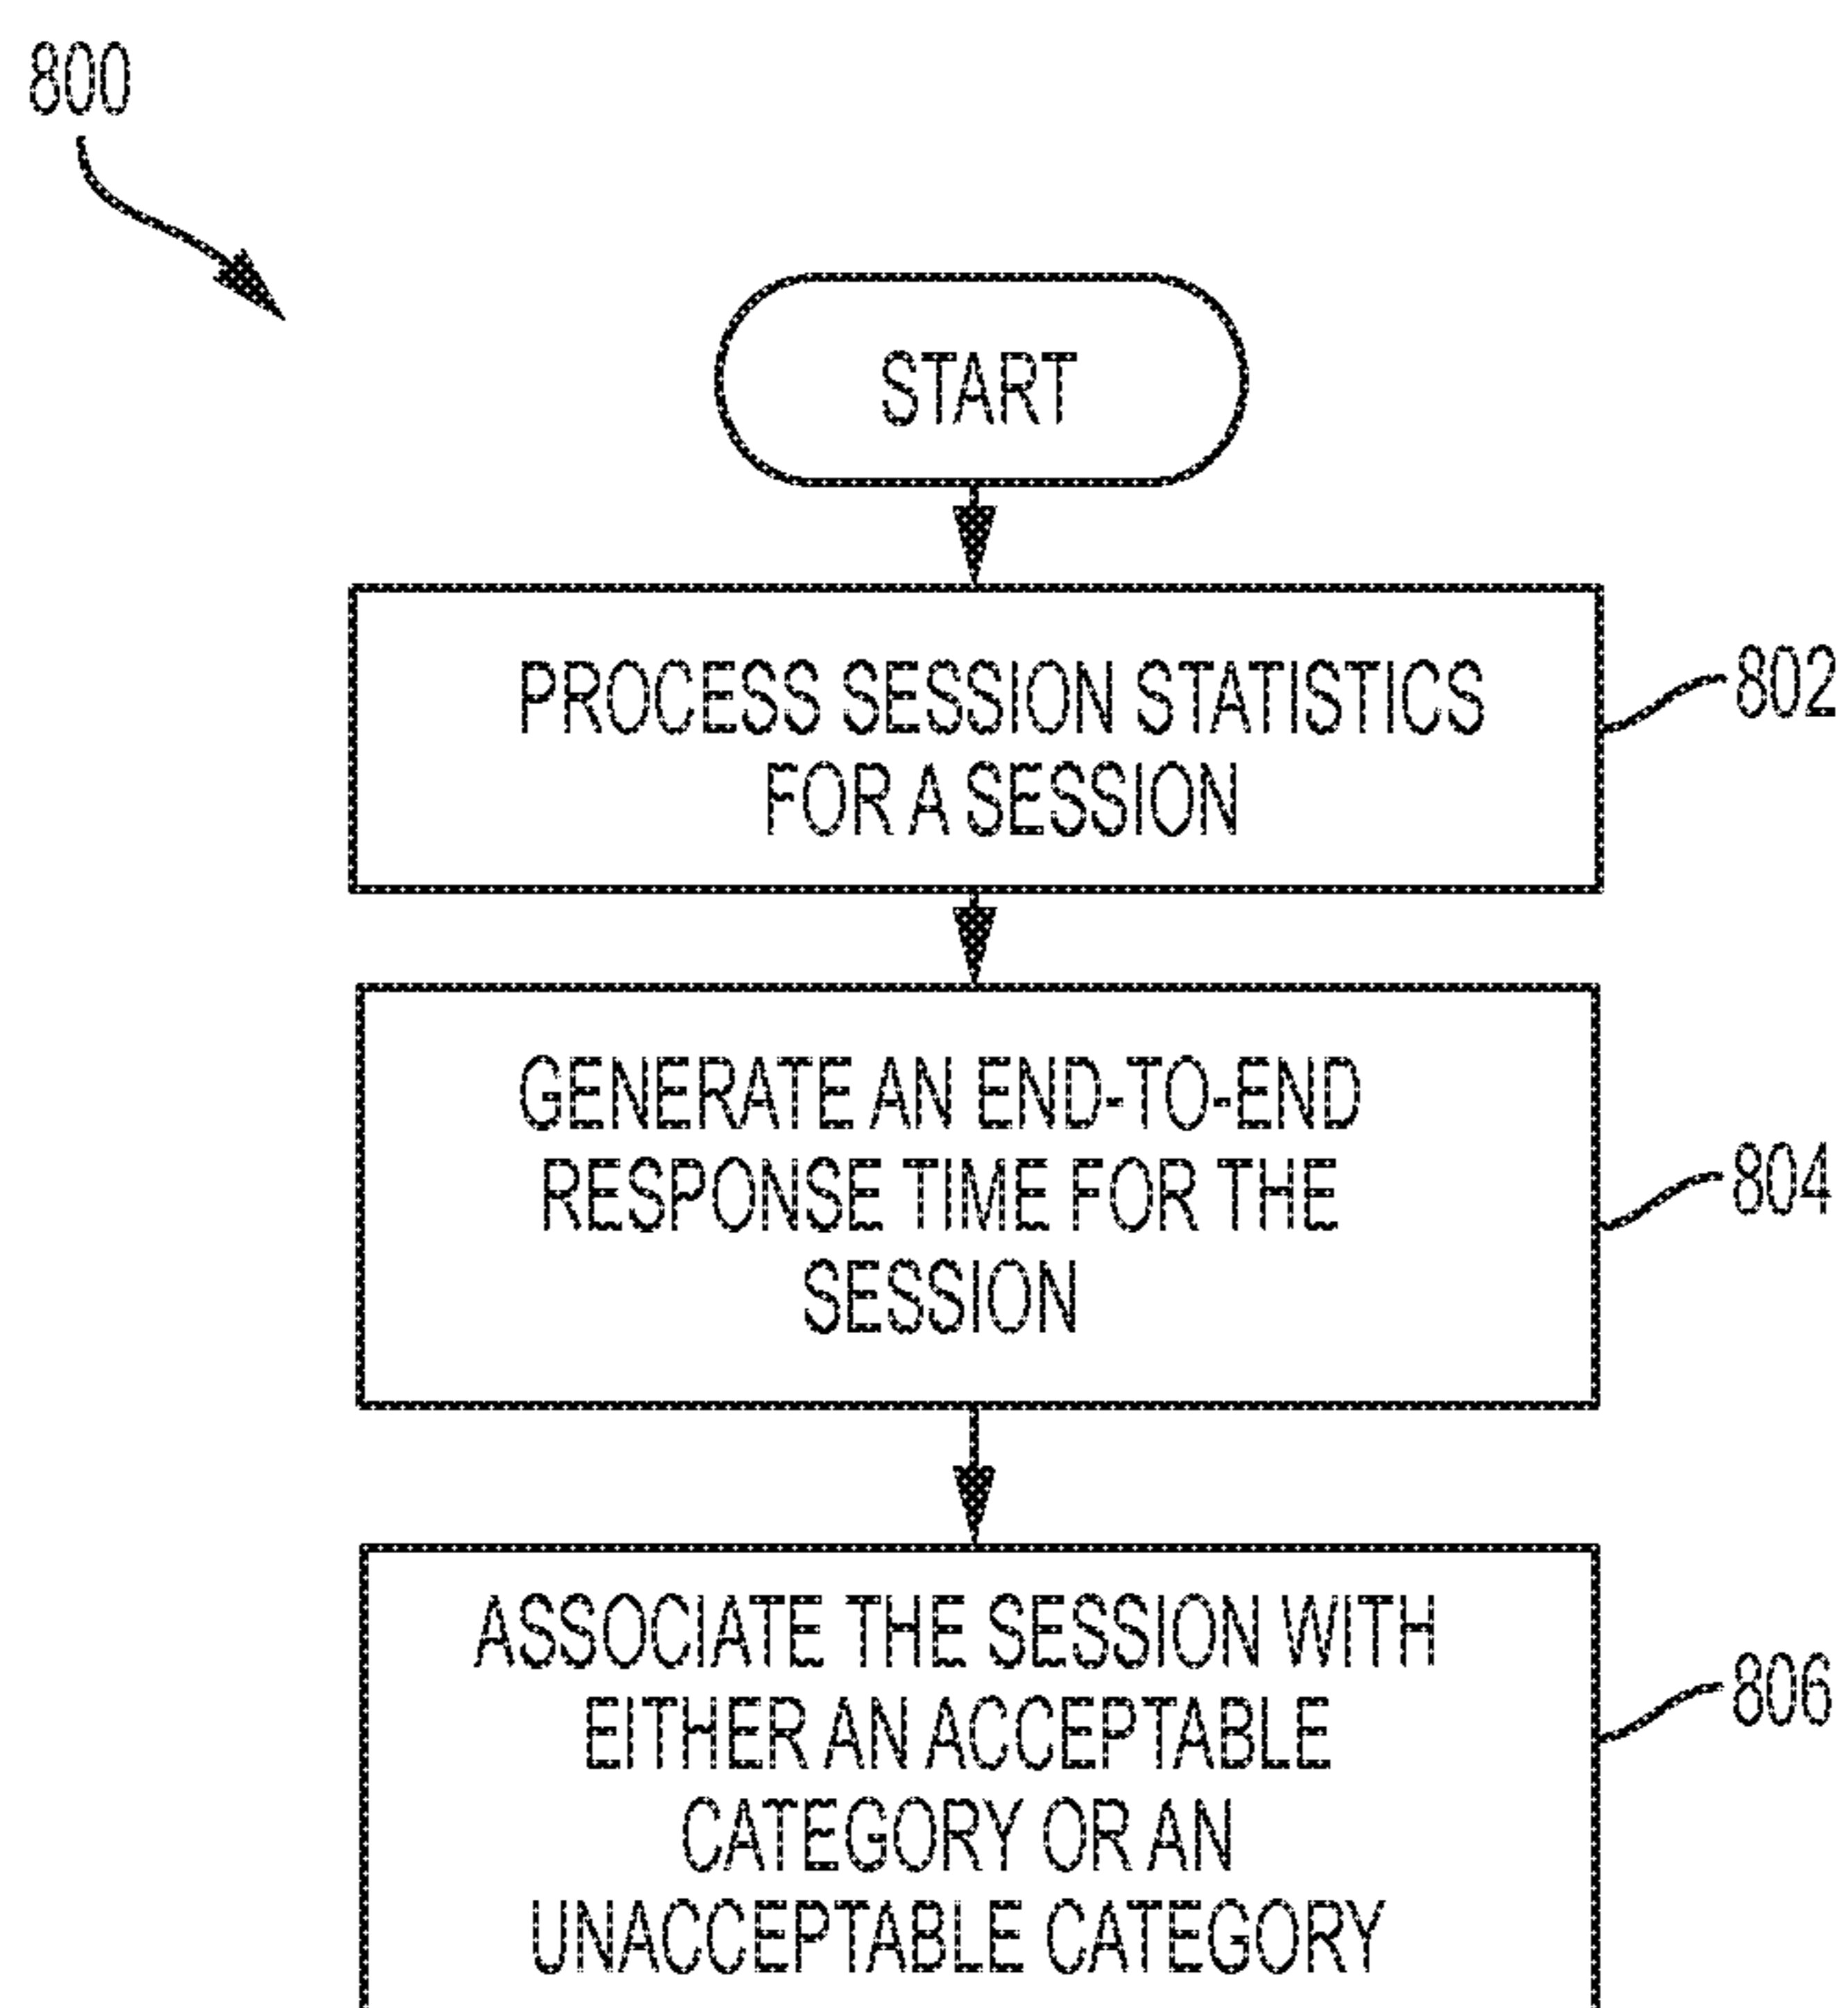 800
START
PROCESS SESSION STATISTICS
FOR A SESSION
802
GENERATE AN END-TO-END
RESPONSE TIME FOR THE
SESSION
804
ASSOCIATE THE SESSION WITH
EITHER AN ACCEPTABLE
CATEGORY OR AN
UNACCEPTABLE CATEGORY
806